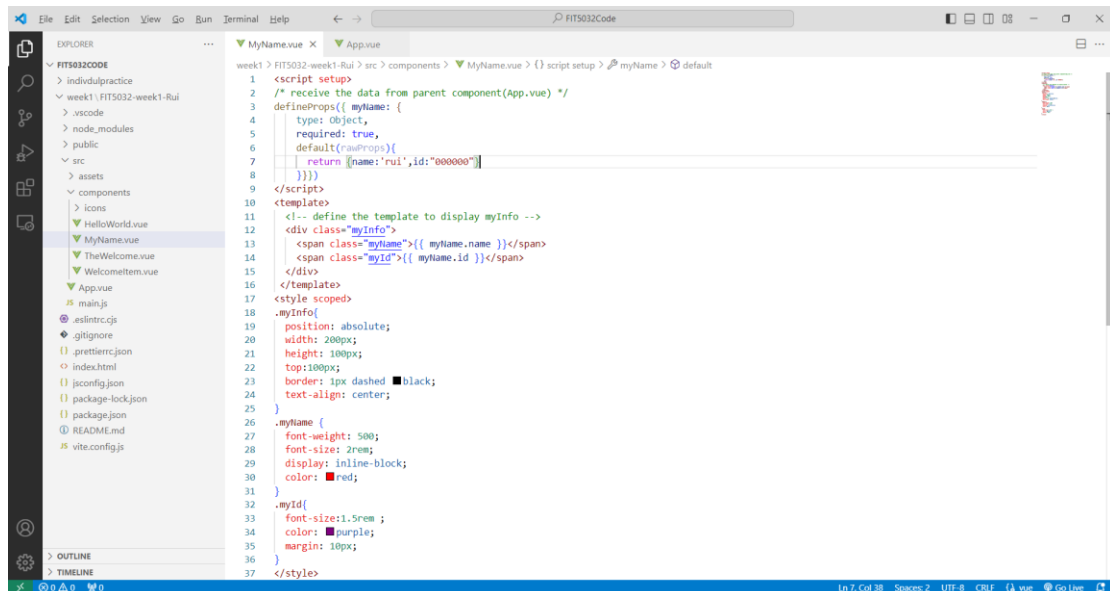 File Edit Selection View Go Run Terminal Help
FIT5032Code
EXPLORER
FIT5032CODE
indivdulpractice
week1 \ FIT5032-week1-Rui
.vscode
node_modules
public
src
assets
components
icons
HelloWorld.vue
MyName.vue
TheWelcome.vue
WelcomeItem.vue
App.vue
JS main.js
.eslintrc.cjs
.gitignore
{} .prettierrc.json
index.html
{} jsconfig.json
{} package-lock.json
{} package.json
README.md
JS vite.config.js
OUTLINE
TIMELINE
MyName.vue App.vue
week1 > FIT5032-week1-Rui > src > components > MyName.vue > {} script setup > myName > default
1 <script setup>
2 /* receive the data from parent component(App.vue) */
3 defineProps({ myName: {
4 type: Object,
5 required: true,
6 default(rawProps){
7 return {name:'rui',id:"000000"}
8 }}})
9 </script>
10 <template>
11 <!-- define the template to display myInfo -->
12 <div class="myInfo">
13 <span class="myName">{{ myName.name }}</span>
14 <span class="myId">{{ myName.id }}</span>
15 </div>
16 </template>
17 <style scoped>
18 .myInfo{
19 position: absolute;
20 width: 200px;
21 height: 100px;
22 top:100px;
23 border: 1px dashed black;
24 text-align: center;
25 }
26 .myName {
27 font-weight: 500;
28 font-size: 2rem;
29 display: inline-block;
30 color: red;
31 }
32 .myId{
33 font-size:1.5rem ;
34 color: purple;
35 margin: 10px;
36 }
37 </style>
0 0 0 Ln 7, Col 38 Spaces: 2 UTF-8 CRLF vue Go Live